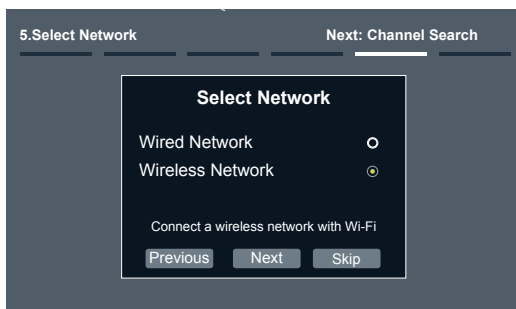 5.Select Network Next: Channel Search
Select Network
Wired Network
Wireless Network
Connect a wireless network with Wi-Fi
Previous Next Skip